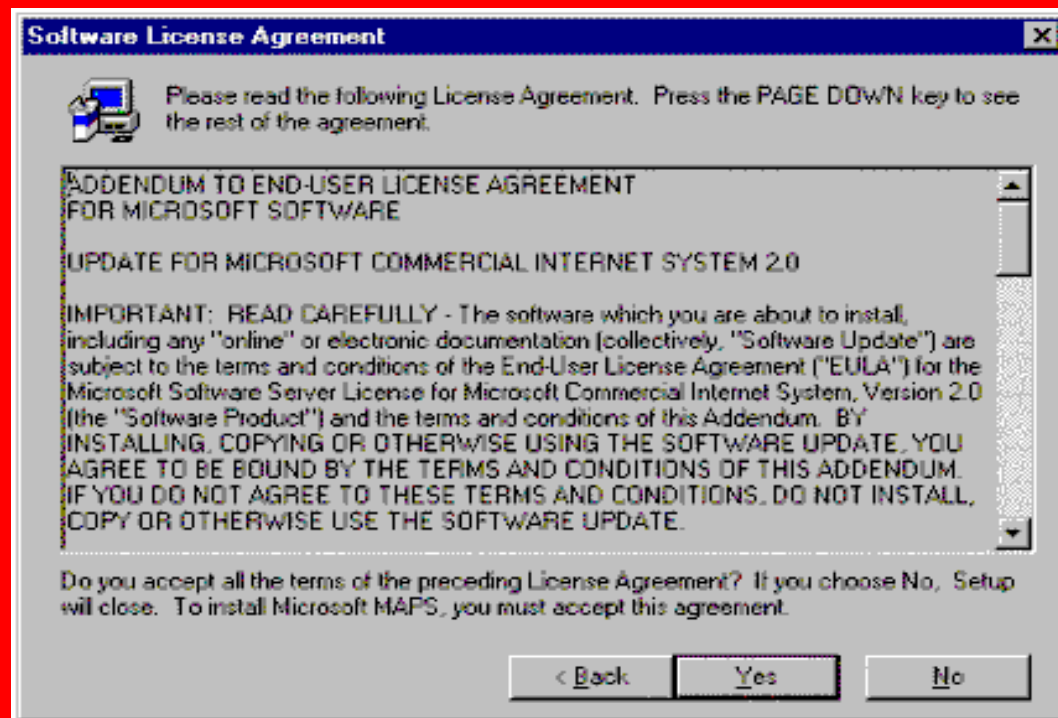 Software License Agreement
Please read the following License Agreement. Press the PAGE DOWN key to see
the rest of the agreement.
ADDENDUM TO END-USER LICENSE AGREEMENT
FOR MICROSOFT SOFTWARE
UPDATE FOR MICROSOFT COMMERCIAL INTERNET SYSTEM 2.0
IMPORTANT: READ CAREFULLY - The software which you are about to install,
including any "online" or electronic documentation (collectively, "Software Update") are
subject to the terms and conditions of the End-User License Agreement ("EULA") for the
Microsoft Software Server License for Microsoft Commercial Internet System, Version 2.0
(the "Software Product") and the terms and conditions of this Addendum. BY
INSTALLING, COPYING OR OTHERWISE USING THE SOFTWARE UPDATE, YOU
AGREE TO BE BOUND BY THE TERMS AND CONDITIONS OF THIS ADDENDUM.
IF YOU DO NOT AGREE TO THESE TERMS AND CONDITIONS, DO NOT INSTALL,
COPY OR OTHERWISE USE THE SOFTWARE UPDATE.
Do you accept all the terms of the preceding License Agreement? If you choose No, Setup
will close. To install Microsoft MAPS, you must accept this agreement.
< Back Yes No